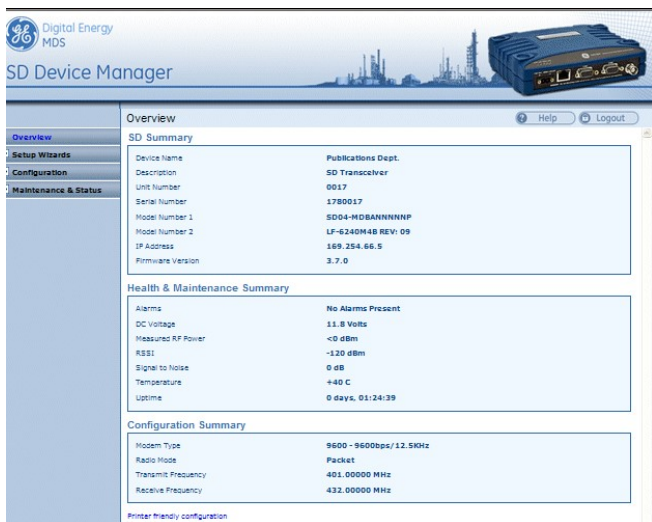 GE Digital Energy
MDS
SD Device Manager
Overview
Help
Logout
Overview
Setup Wizards
Configuration
Maintenance & Status
SD Summary
Device Name Publications Dept.
Description SD Transceiver
Unit Number 0017
Serial Number 1780017
Model Number 1 SD04-MDBANNNNNP
Model Number 2 LF-6240M4B REV: 09
IP Address 169.254.66.5
Firmware Version 3.7.0
Health & Maintenance Summary
Alarms No Alarms Present
DC Voltage 11.8 Volts
Measured RF Power <0 dBm
RSSI -120 dBm
Signal to Noise 0 dB
Temperature +40 C
Uptime 0 days, 01:24:39
Configuration Summary
Modem Type 9600 - 9600bps/12.5KHz
Radio Mode Packet
Transmit Frequency 401.00000 MHz
Receive Frequency 432.00000 MHz
Printer friendly configuration